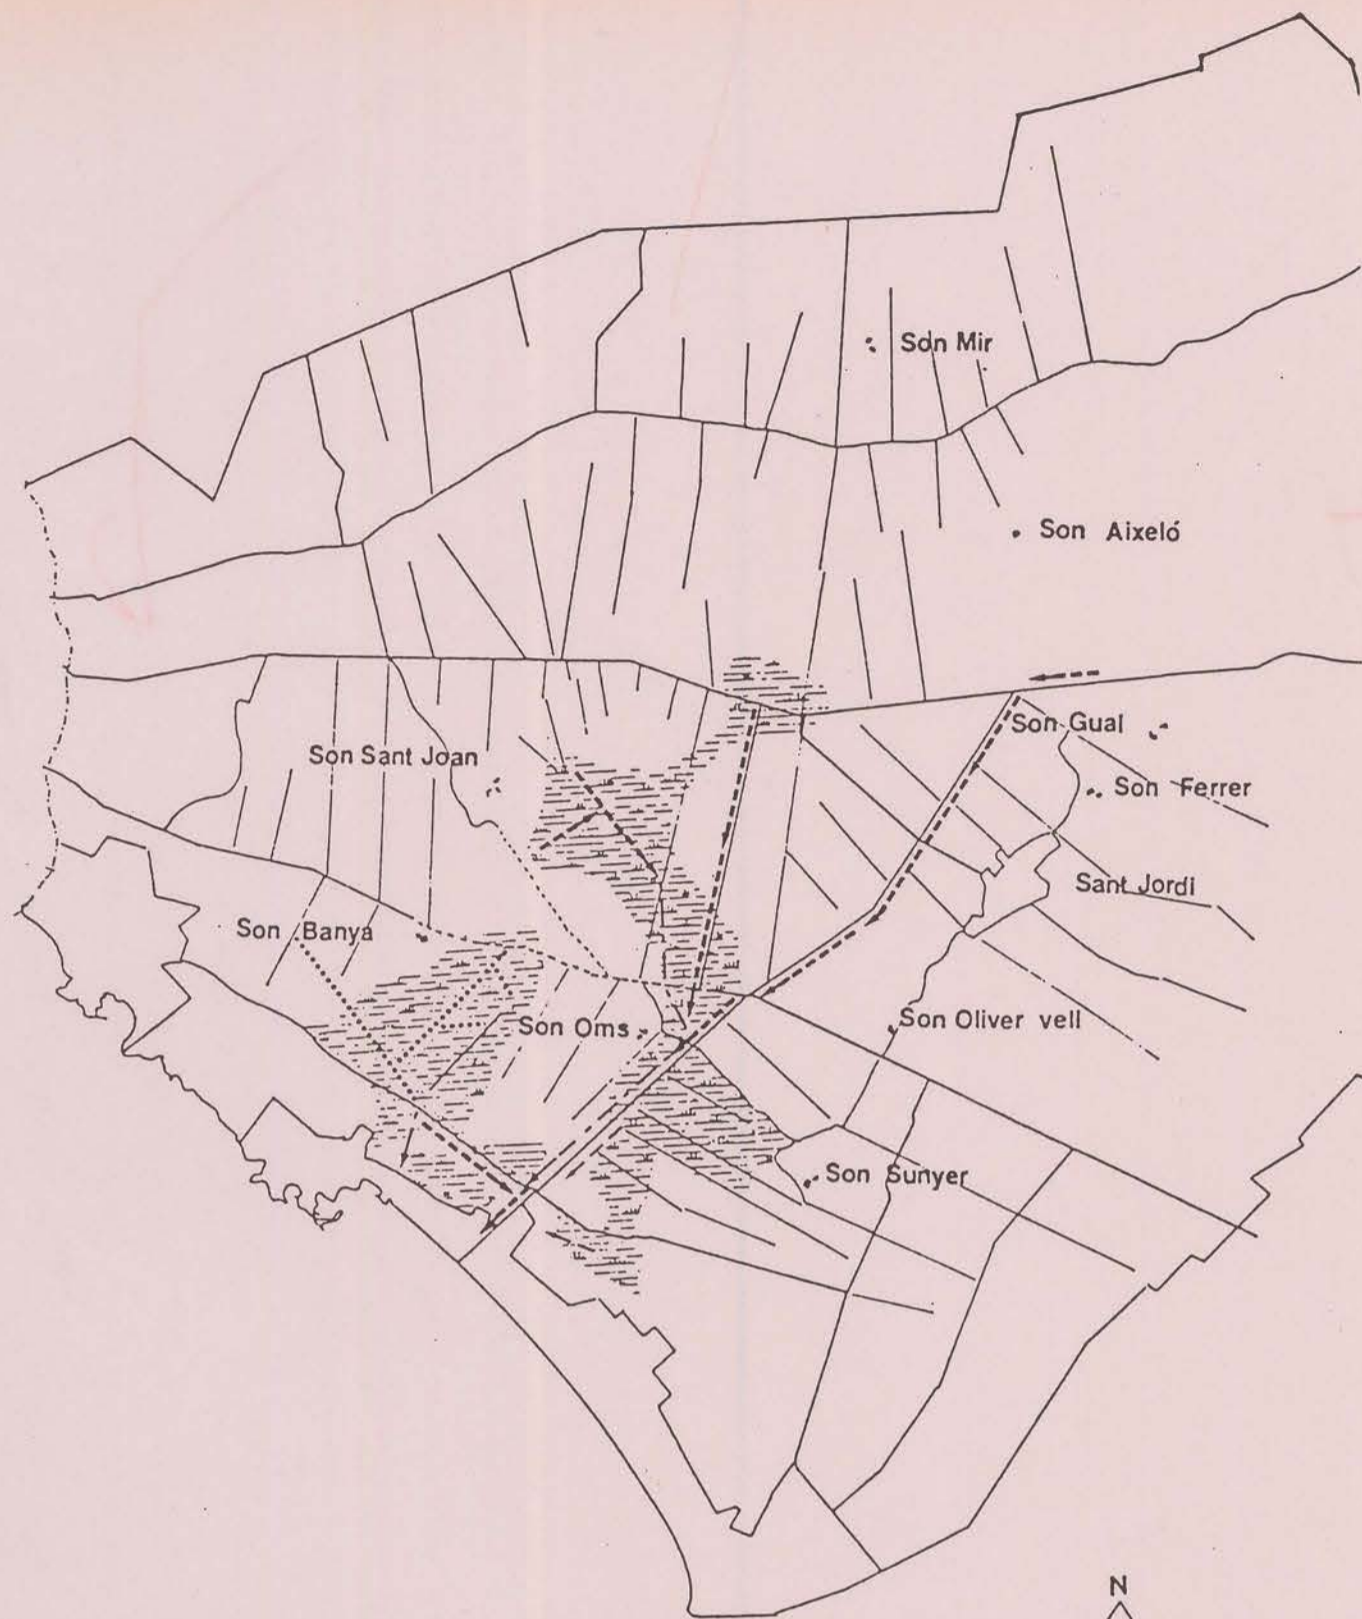 Son Mir
Son Aixeló
Son Gual
Son Sant Joan
Son Ferrer
Sant Jordi
Son Banya
Son Oms
Son Oliver vell
Son Sunyer
N